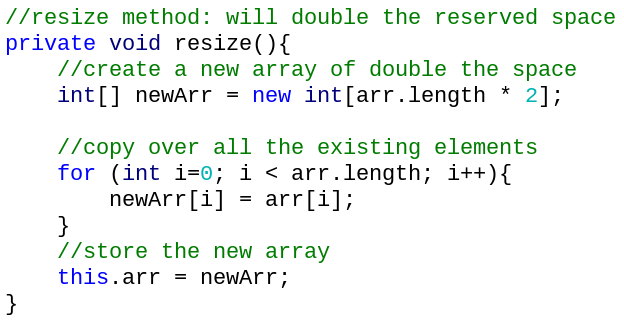 //resize method: will double the reserved space
private void resize(){
    //create a new array of double the space
    int[] newArr = new int[arr.length * 2];

    //copy over all the existing elements
    for (int i=0; i < arr.length; i++){
        newArr[i] = arr[i];
    }
    //store the new array
    this.arr = newArr;
}